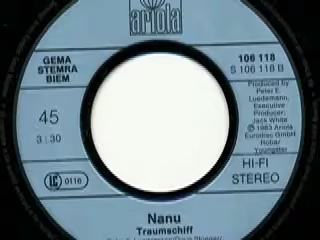 ariola
GEMA
STEMRA
BIEM
106 118
S 106 118 B
45
3:30
Produced by
Peter E.
Luedemann,
Executive
Producer:
Jack White
℗ 1983 Ariola
Eurodisc GmbH
Roba/
Youngster
LC 0116
HI-FI
STEREO
Nanu
Traumschiff